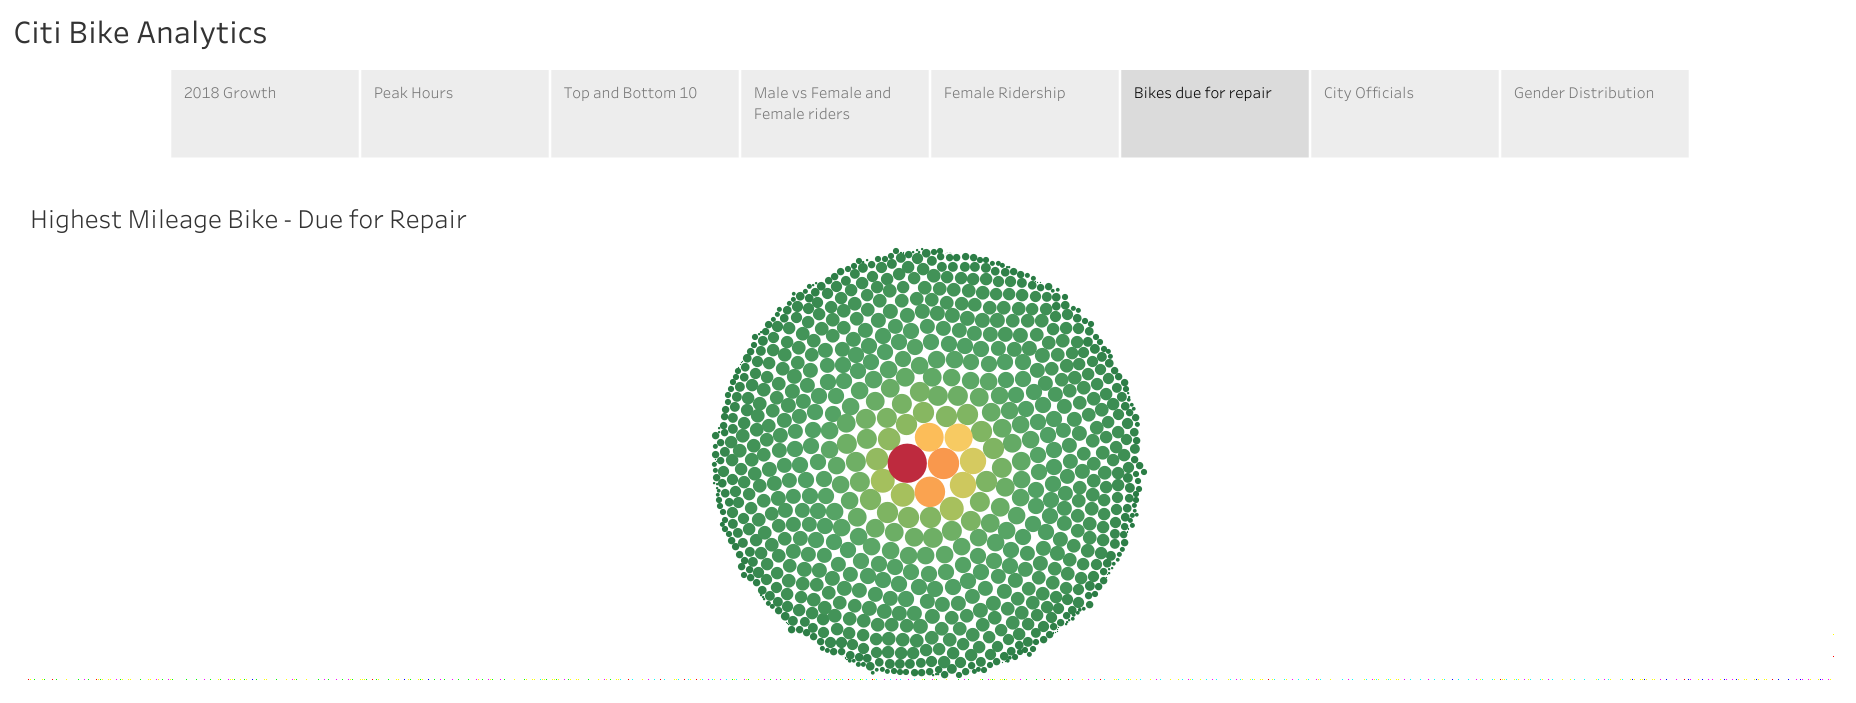 Citi Bike Analytics
2018 Growth
Peak Hours
Top and Bottom 10
Male vs Female and
Female riders
Female Ridership
Bikes due for repair
City Officials
Gender Distribution
Highest Mileage Bike - Due for Repair